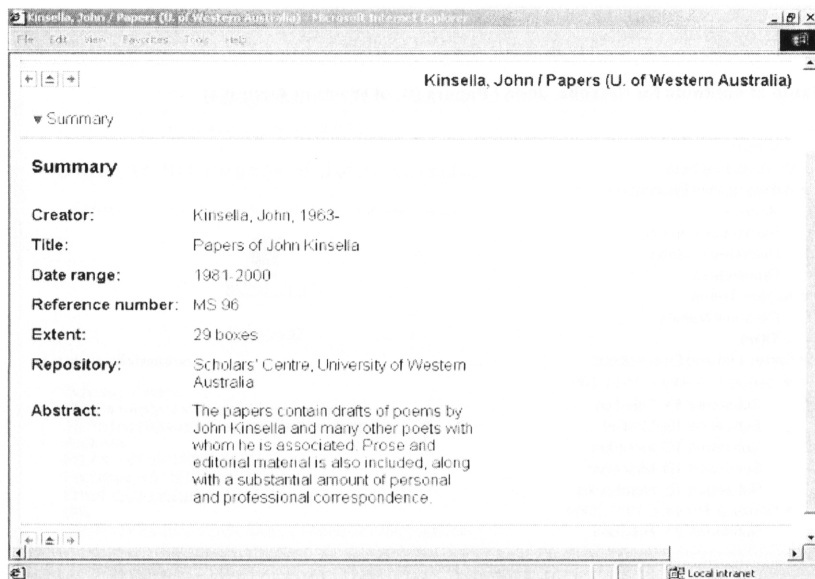 Kinsella, John / Papers (U. of Western Australia) - Microsoft Internet Explorer
File Edit View Favorites Tools Help
Kinsella, John / Papers (U. of Western Australia)
▼ Summary
Summary
Creator: Kinsella, John, 1963-
Title: Papers of John Kinsella
Date range: 1981-2000
Reference number: MS 96
Extent: 29 boxes
Repository: Scholars' Centre, University of Western
Australia
Abstract: The papers contain drafts of poems by
John Kinsella and many other poets with
whom he is associated. Prose and
editorial material is also included, along
with a substantial amount of personal
and professional correspondence.
Local intranet